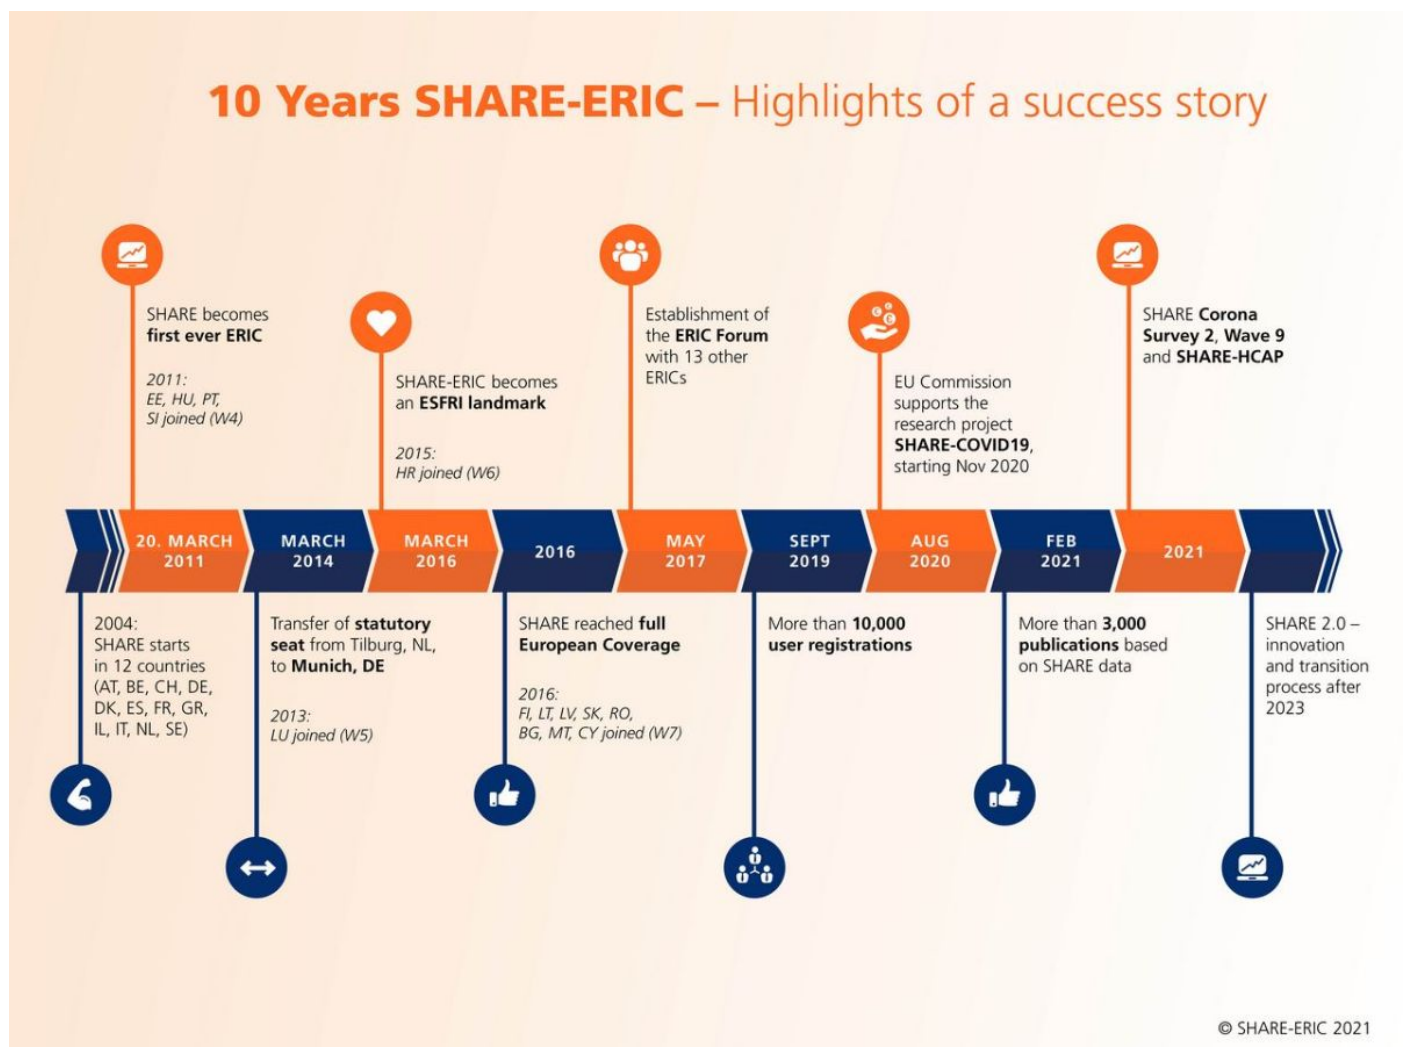 10 Years SHARE-ERIC – Highlights of a success story
SHARE becomes
first ever ERIC
2011:
EE, HU, PT,
SI joined (W4)
SHARE-ERIC becomes
an ESFRI landmark
2015:
HR joined (W6)
Establishment of
the ERIC Forum
with 13 other
ERICs
EU Commission
supports the
research project
SHARE-COVID19,
starting Nov 2020
SHARE Corona
Survey 2, Wave 9
and SHARE-HCAP
20. MARCH
2011
MARCH
2014
MARCH
2016
2016
MAY
2017
SEPT
2019
AUG
2020
FEB
2021
2021
2004:
SHARE starts
in 12 countries
(AT, BE, CH, DE,
DK, ES, FR, GR,
IL, IT, NL, SE)
Transfer of statutory
seat from Tilburg, NL,
to Munich, DE
2013:
LU joined (W5)
SHARE reached full
European Coverage
2016:
FI, LT, LV, SK, RO,
BG, MT, CY joined (W7)
More than 10,000
user registrations
More than 3,000
publications based
on SHARE data
SHARE 2.0 –
innovation
and transition
process after
2023
© SHARE-ERIC 2021